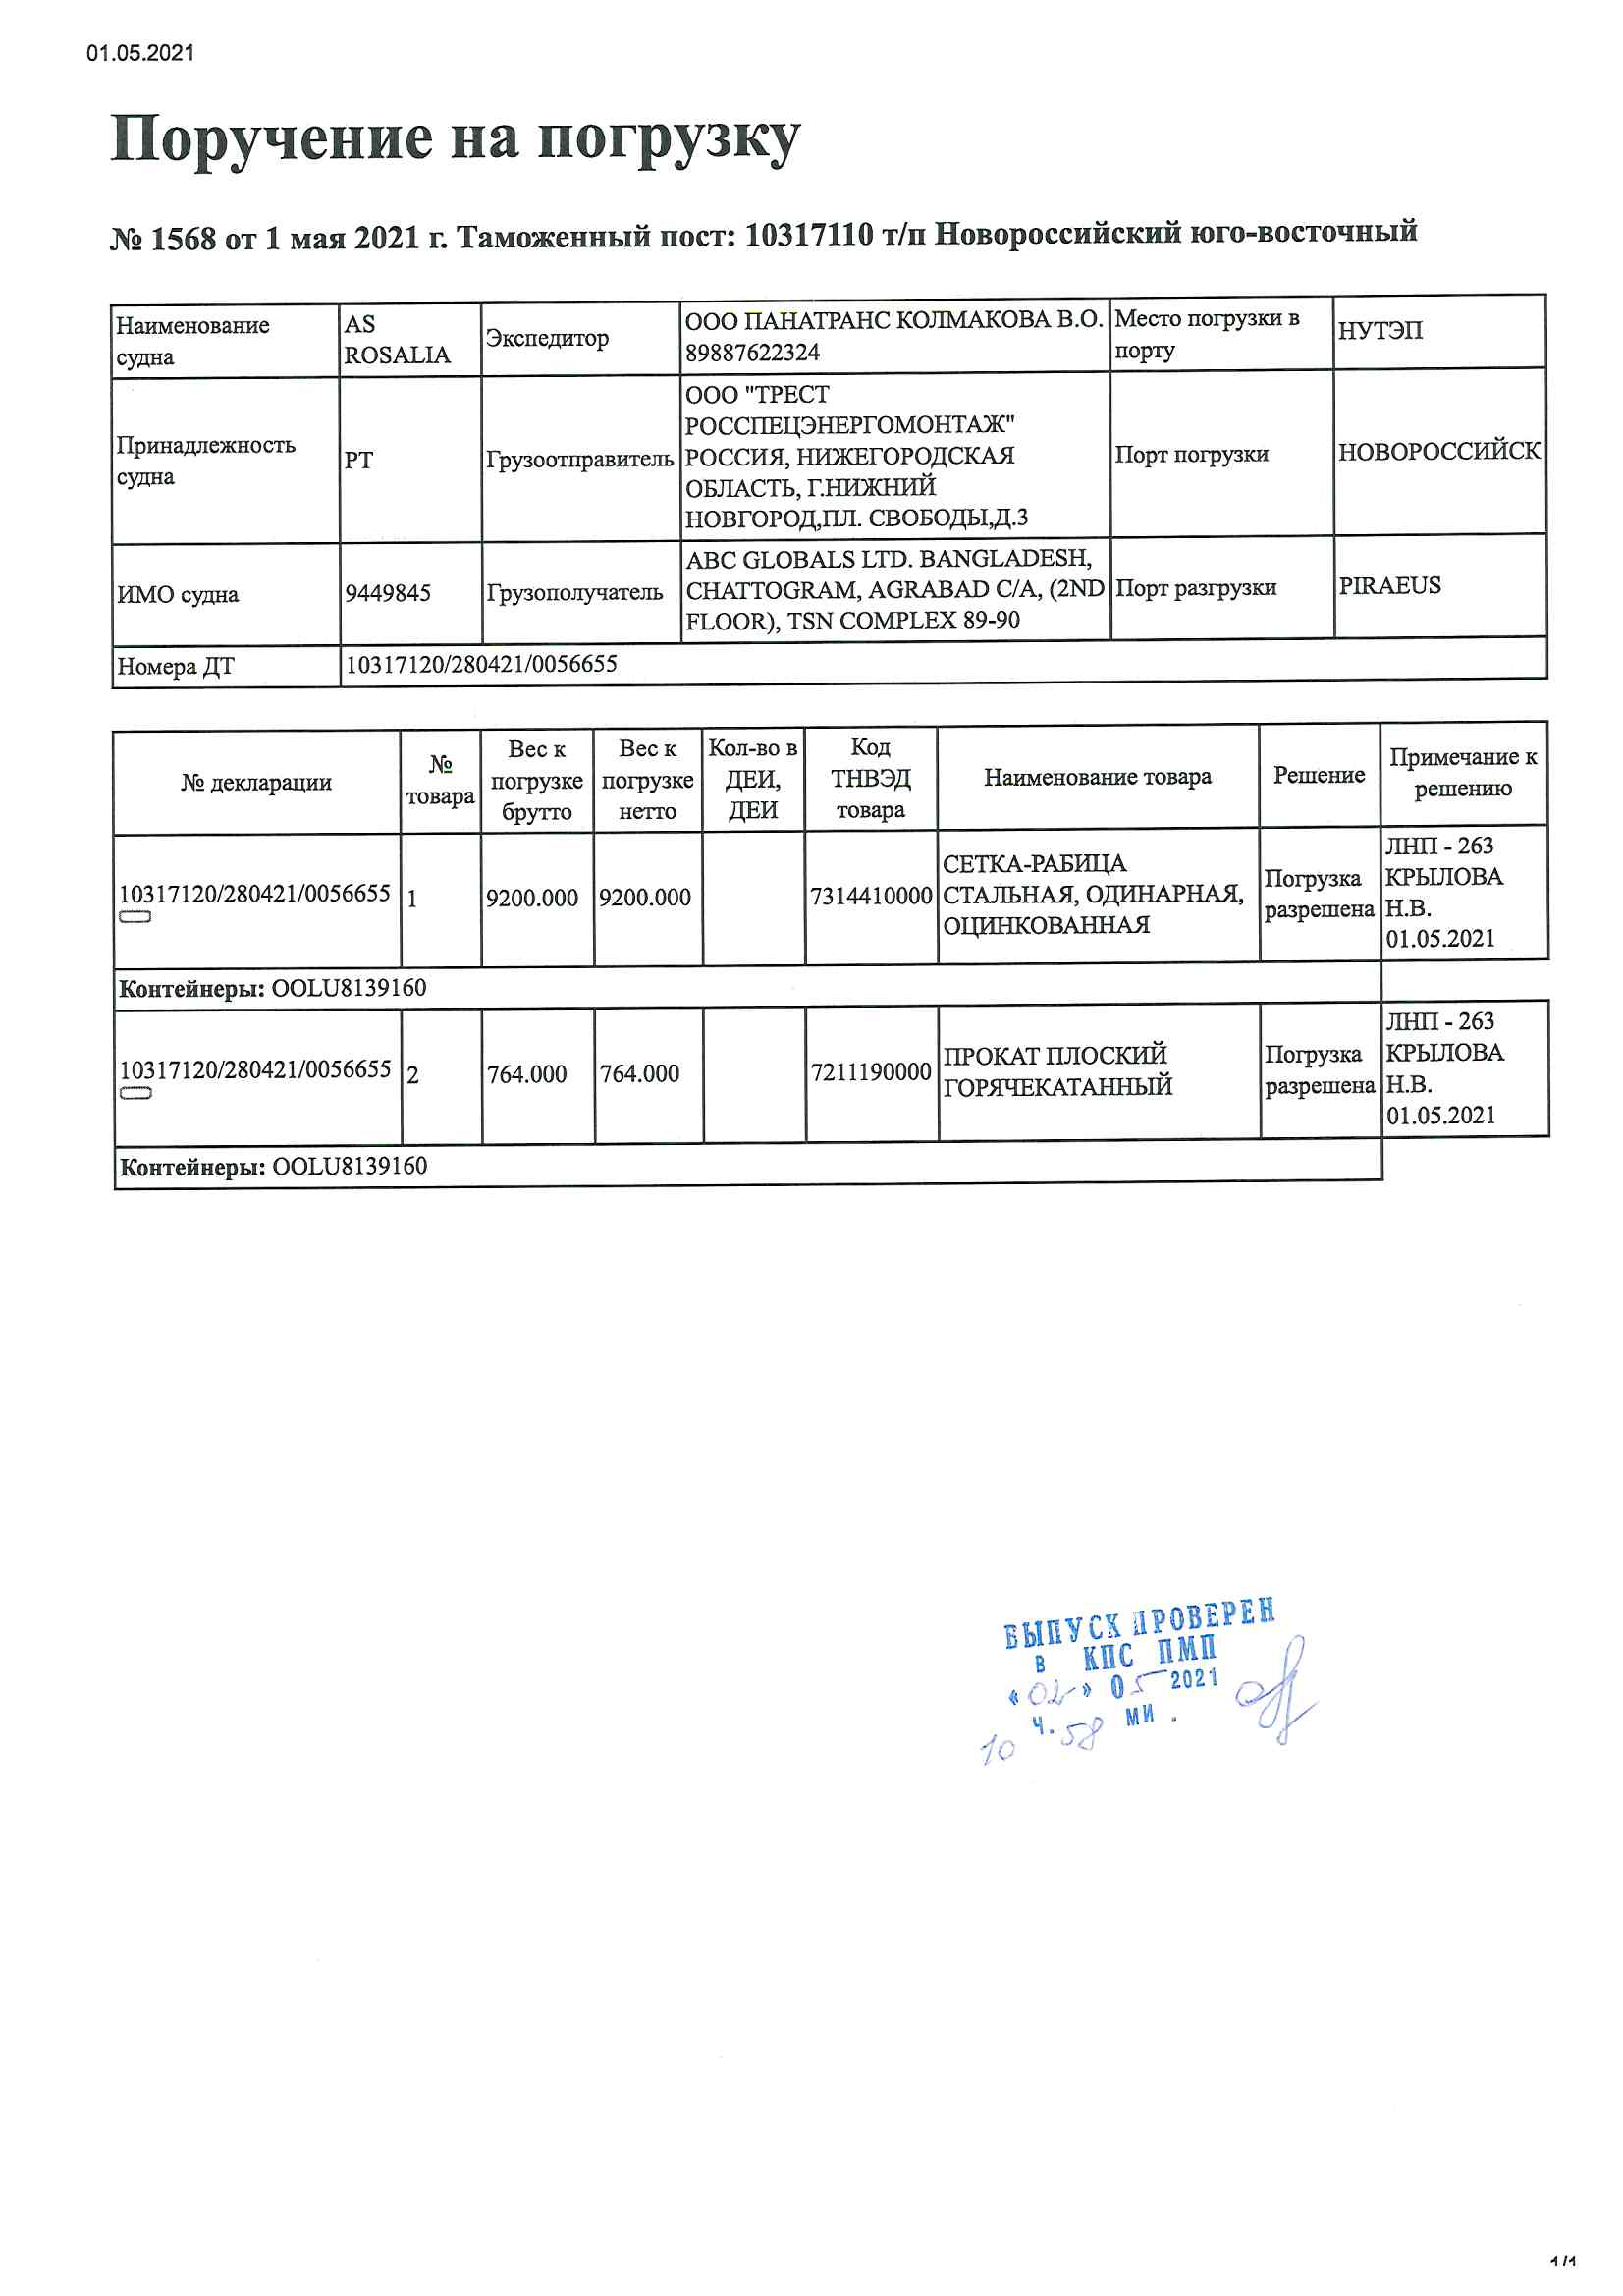 01.05.2021
Поручение на погрузку
№ 1568 от 1 мая 2021 г. Таможенный пост: 10317110 т/п Новороссийский юго-восточный
Наименование
судна
AS
ROSALIA
Экспедитор
ООО ПАНАТРАНС КОЛМАКОВА В.О.
89887622324
Место погрузки в
порту
НУТЭП
Принадлежность
судна
PT
Грузоотправитель
ООО "ТРЕСТ
РОССПЕЦЭНЕРГОМОНТАЖ"
РОССИЯ, НИЖЕГОРОДСКАЯ
ОБЛАСТЬ, Г.НИЖНИЙ
НОВГОРОД,ПЛ. СВОБОДЫ,Д.3
Порт погрузки
НОВОРОССИЙСК
ИМО судна
9449845
Грузополучатель
ABC GLOBALS LTD. BANGLADESH,
CHATTOGRAM, AGRABAD C/A, (2ND
FLOOR), TSN COMPLEX 89-90
Порт разгрузки
PIRAEUS
Номера ДТ
10317120/280421/0056655
№ декларации
№
товара
Вес к
погрузке
брутто
Вес к
погрузке
нетто
Кол-во в
ДЕИ,
ДЕИ
Код
ТНВЭД
товара
Наименование товара
Решение
Примечание к
решению
10317120/280421/0056655
1
9200.000
9200.000
7314410000
СЕТКА-РАБИЦА
СТАЛЬНАЯ, ОДИНАРНАЯ,
ОЦИНКОВАННАЯ
Погрузка
разрешена
ЛНП - 263
КРЫЛОВА
Н.В.
01.05.2021
Контейнеры: OOLU8139160
10317120/280421/0056655
2
764.000
764.000
7211190000
ПРОКАТ ПЛОСКИЙ
ГОРЯЧЕКАТАННЫЙ
Погрузка
разрешена
ЛНП - 263
КРЫЛОВА
Н.В.
01.05.2021
Контейнеры: OOLU8139160
ВЫПУСК ПРОВЕРЕН
в КПС ПМП
«02» 05 2021
10 ч. 58 ми .
1/1